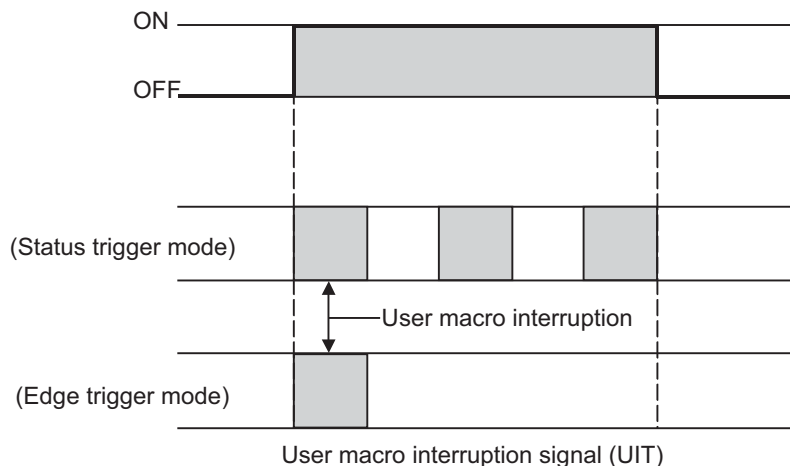 ON
OFF
(Status trigger mode)
User macro interruption
(Edge trigger mode)
User macro interruption signal (UIT)